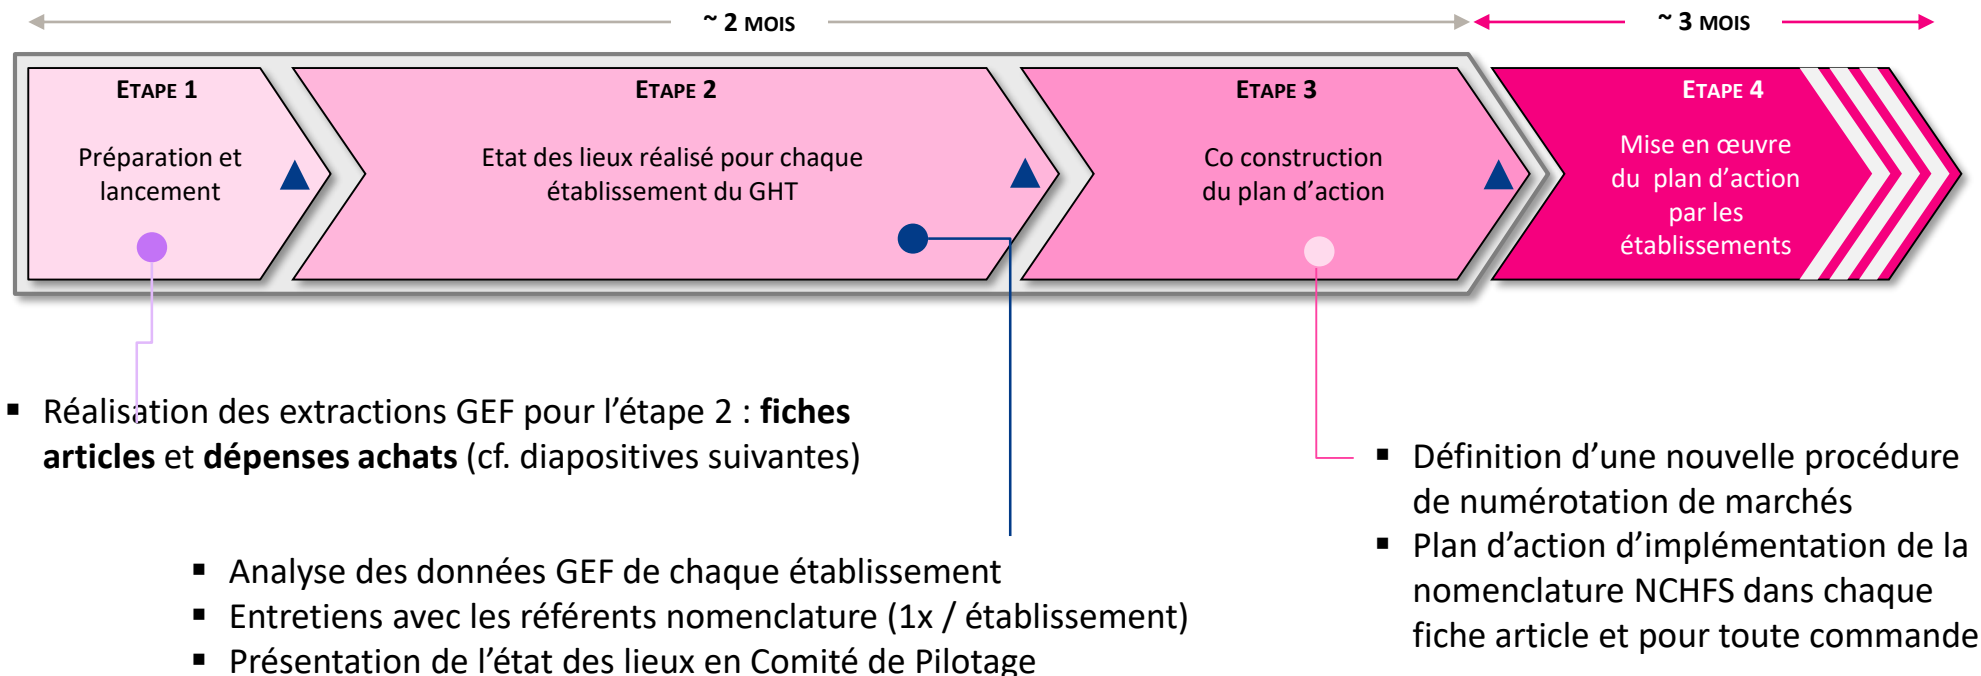 ~ 2 MOIS
~ 3 MOIS
ETAPE 1
Préparation et
lancement
ETAPE 2
Etat des lieux réalisé pour chaque
établissement du GHT
ETAPE 3
Co construction
du plan d’action
ETAPE 4
Mise en œuvre
du plan d’action
par les
établissements
▪ Réalisation des extractions GEF pour l’étape 2 : fiches
articles et dépenses achats (cf. diapositives suivantes)
▪ Analyse des données GEF de chaque établissement
▪ Entretiens avec les référents nomenclature (1x / établissement)
▪ Présentation de l’état des lieux en Comité de Pilotage
▪ Définition d’une nouvelle procédure
de numérotation de marchés
▪ Plan d’action d’implémentation de la
nomenclature NCHFS dans chaque
fiche article et pour toute commande